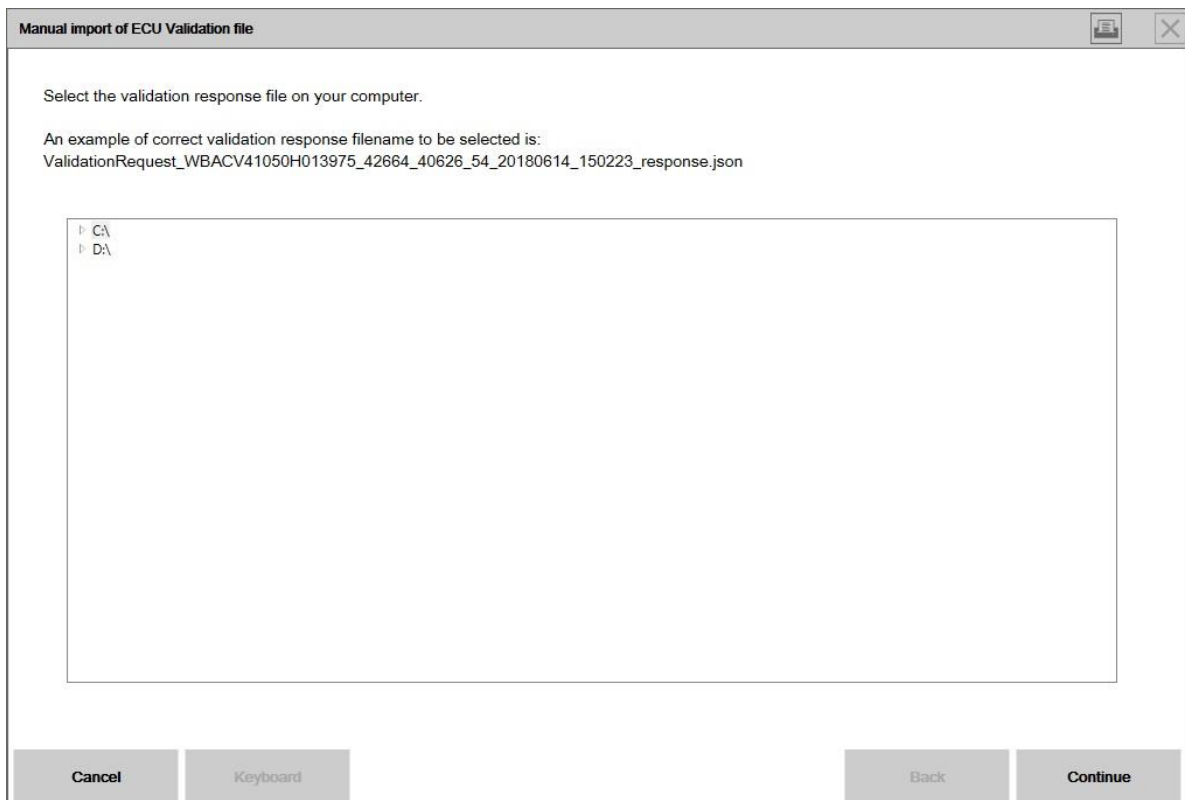 Manual import of ECU Validation file
Select the validation response file on your computer.
An example of correct validation response filename to be selected is:
ValidationRequest_WBACV41050H013975_42664_40626_54_20180614_150223_response.json
C:\
D:\
Cancel
Keyboard
Back
Continue